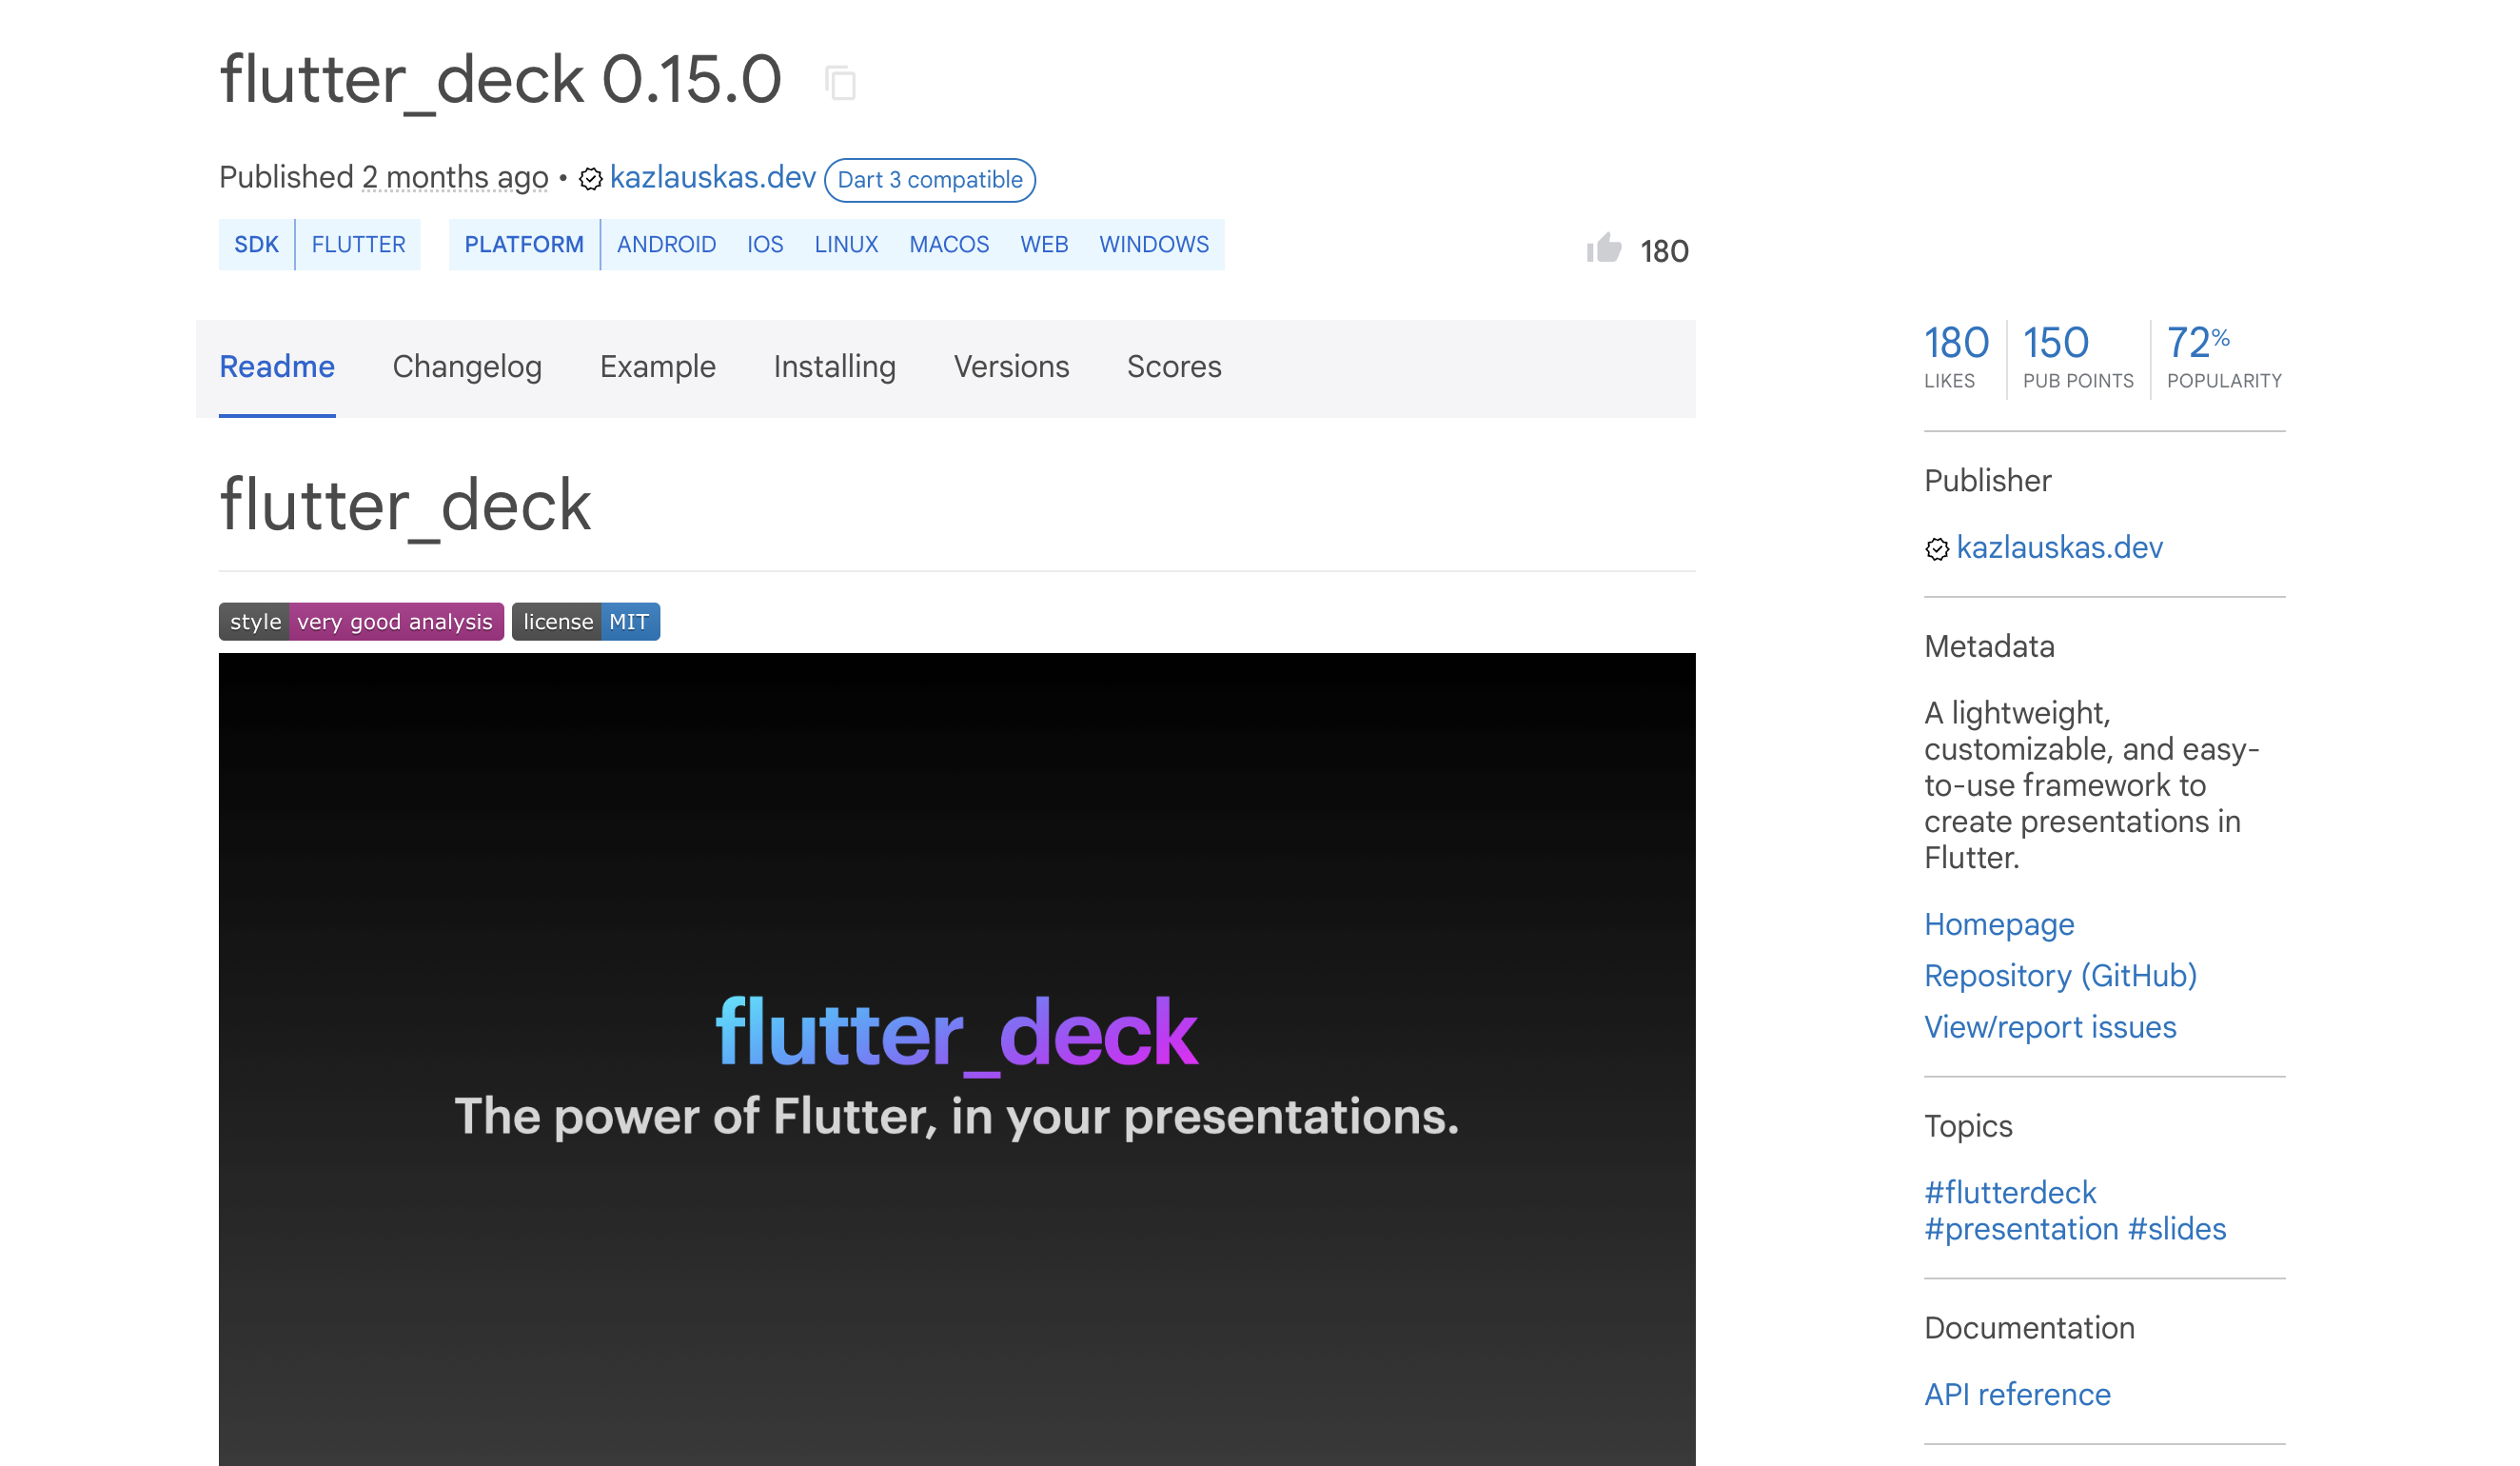 flutter_deck 0.15.0
Published 2 months ago • kazlauskas.dev Dart 3 compatible
SDK FLUTTER PLATFORM ANDROID IOS LINUX MACOS WEB WINDOWS
180
Readme Changelog Example Installing Versions Scores
flutter_deck
style very good analysis license MIT
flutter_deck
The power of Flutter, in your presentations.
180 150 72%
LIKES PUB POINTS POPULARITY
Publisher
kazlauskas.dev
Metadata
A lightweight,
customizable, and easy-
to-use framework to
create presentations in
Flutter.
Homepage
Repository (GitHub)
View/report issues
Topics
#flutterdeck
#presentation #slides
Documentation
API reference